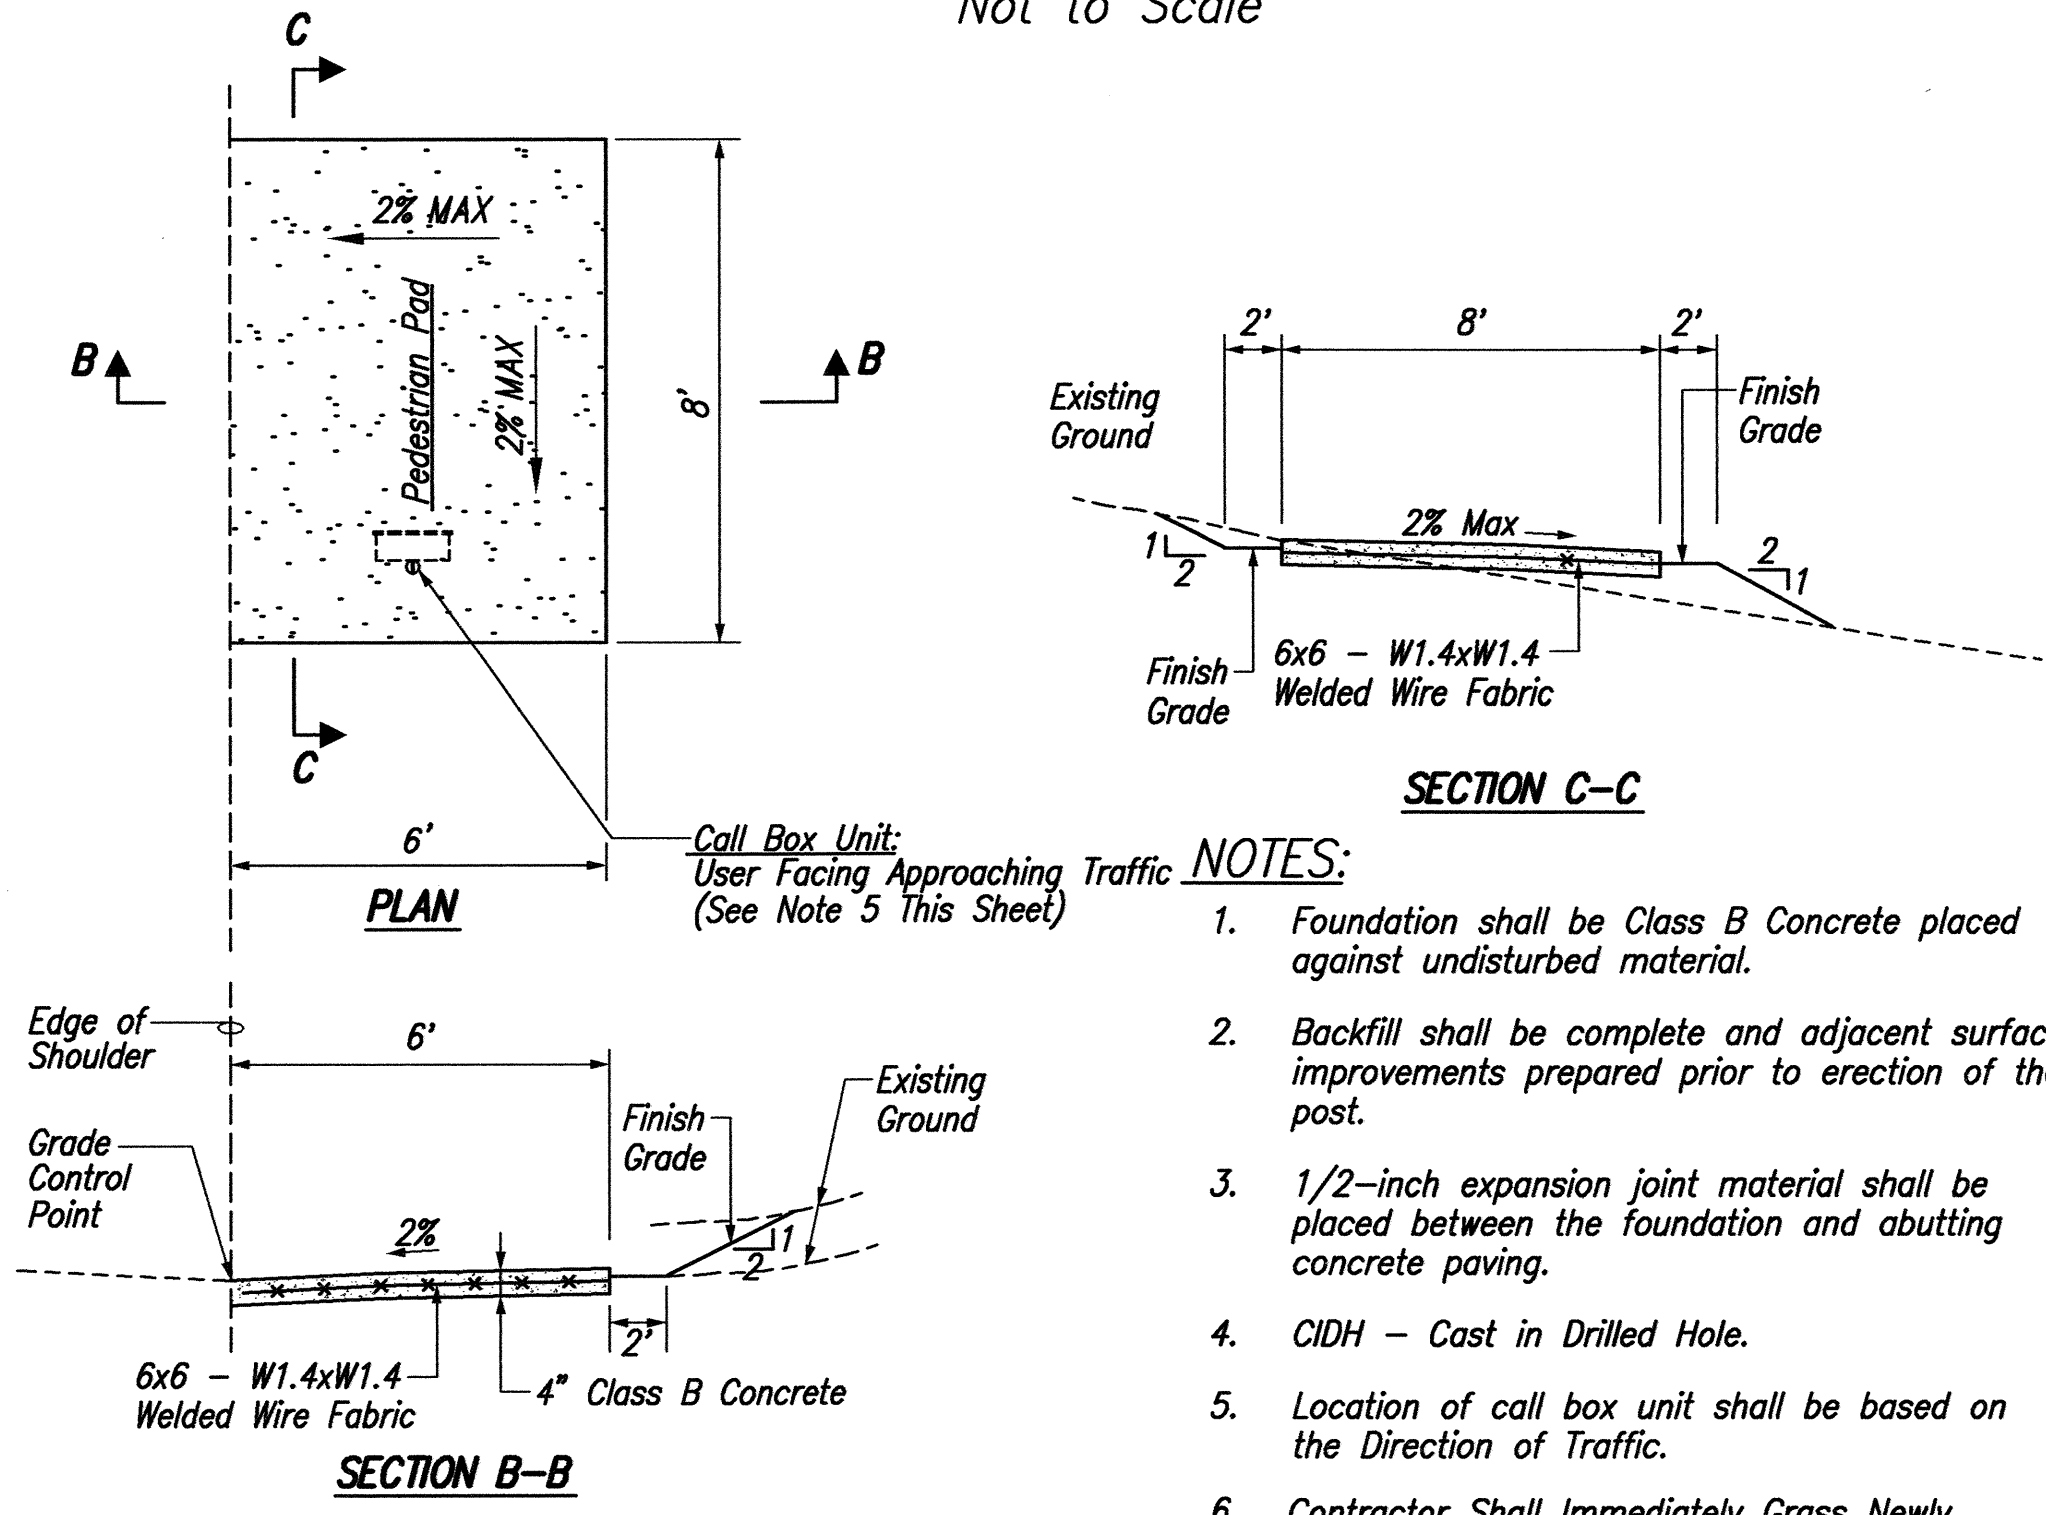 Not to Scale
C
2% MAX
Pedestrian Pad
2% MAX
8'
B
B
C
6'
PLAN
Call Box Unit:
User Facing Approaching Traffic
(See Note 5 This Sheet)
2'
8'
2'
Existing
Ground
Finish
Grade
2% Max
1
2
2
1
Finish
Grade
6x6 – W1.4xW1.4
Welded Wire Fabric
SECTION C–C
Edge of
Shoulder
6'
Grade
Control
Point
Finish
Grade
Existing
Ground
2%
1
2
2'
6x6 – W1.4xW1.4
Welded Wire Fabric
4" Class B Concrete
SECTION B–B
NOTES:
1. Foundation shall be Class B Concrete placed
against undisturbed material.
2. Backfill shall be complete and adjacent surfac
improvements prepared prior to erection of the
post.
3. 1/2–inch expansion joint material shall be
placed between the foundation and abutting
concrete paving.
4. CIDH – Cast in Drilled Hole.
5. Location of call box unit shall be based on
the Direction of Traffic.
6. Contractor Shall Immediately Grass Newly